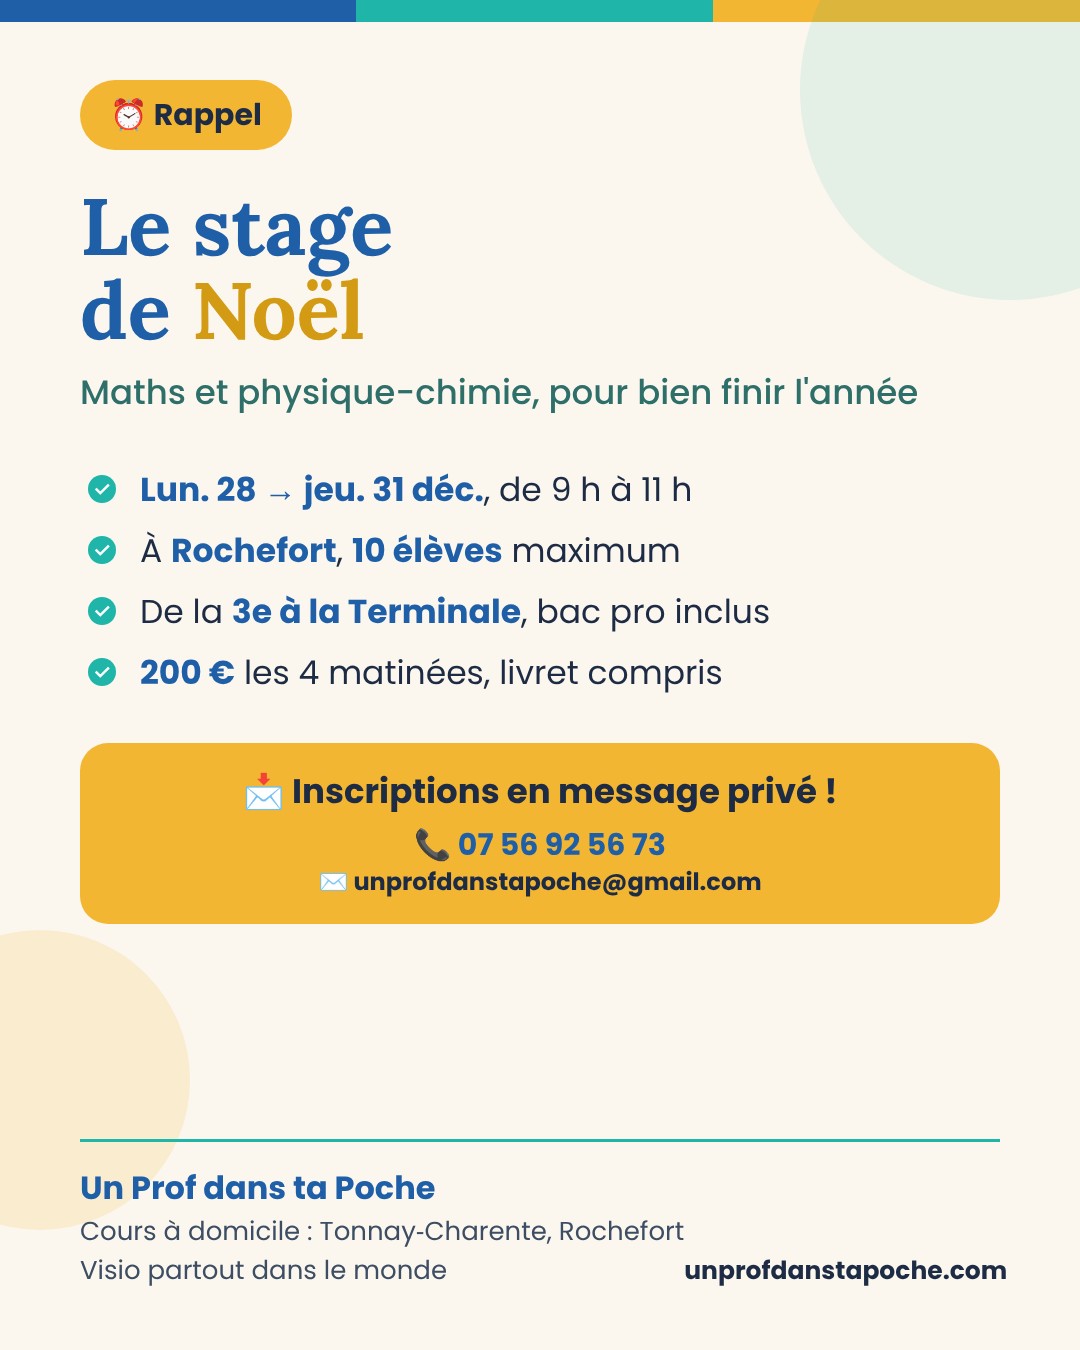 ⏰ Rappel
Le stage
de Noël
Maths et physique-chimie, pour bien finir l'année
Lun. 28 → jeu. 31 déc., de 9 h à 11 h
À Rochefort, 10 élèves maximum
De la 3e à la Terminale, bac pro inclus
200 € les 4 matinées, livret compris
📩 Inscriptions en message privé !
📞 07 56 92 56 73
✉️ unprofdanstapoche@gmail.com
Un Prof dans ta Poche
Cours à domicile : Tonnay-Charente, Rochefort
Visio partout dans le monde
unprofdanstapoche.com